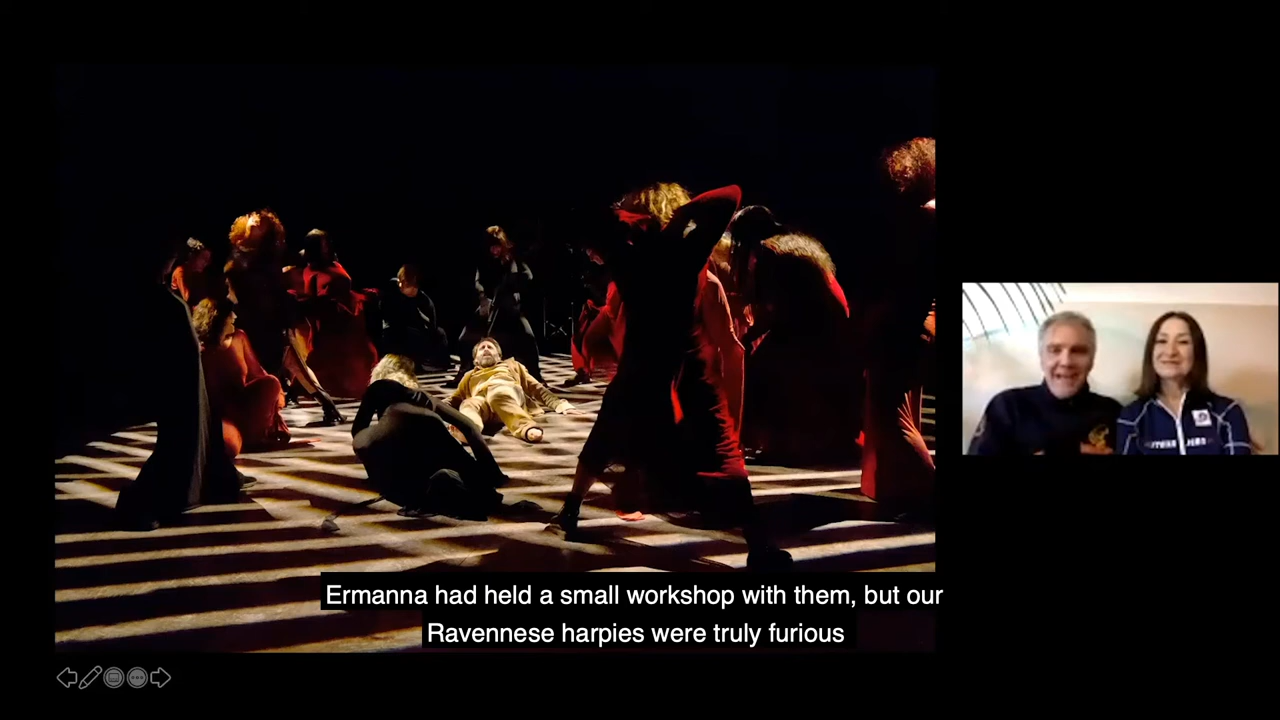 Ermanna had held a small workshop with them, but our
Ravennese harpies were truly furious